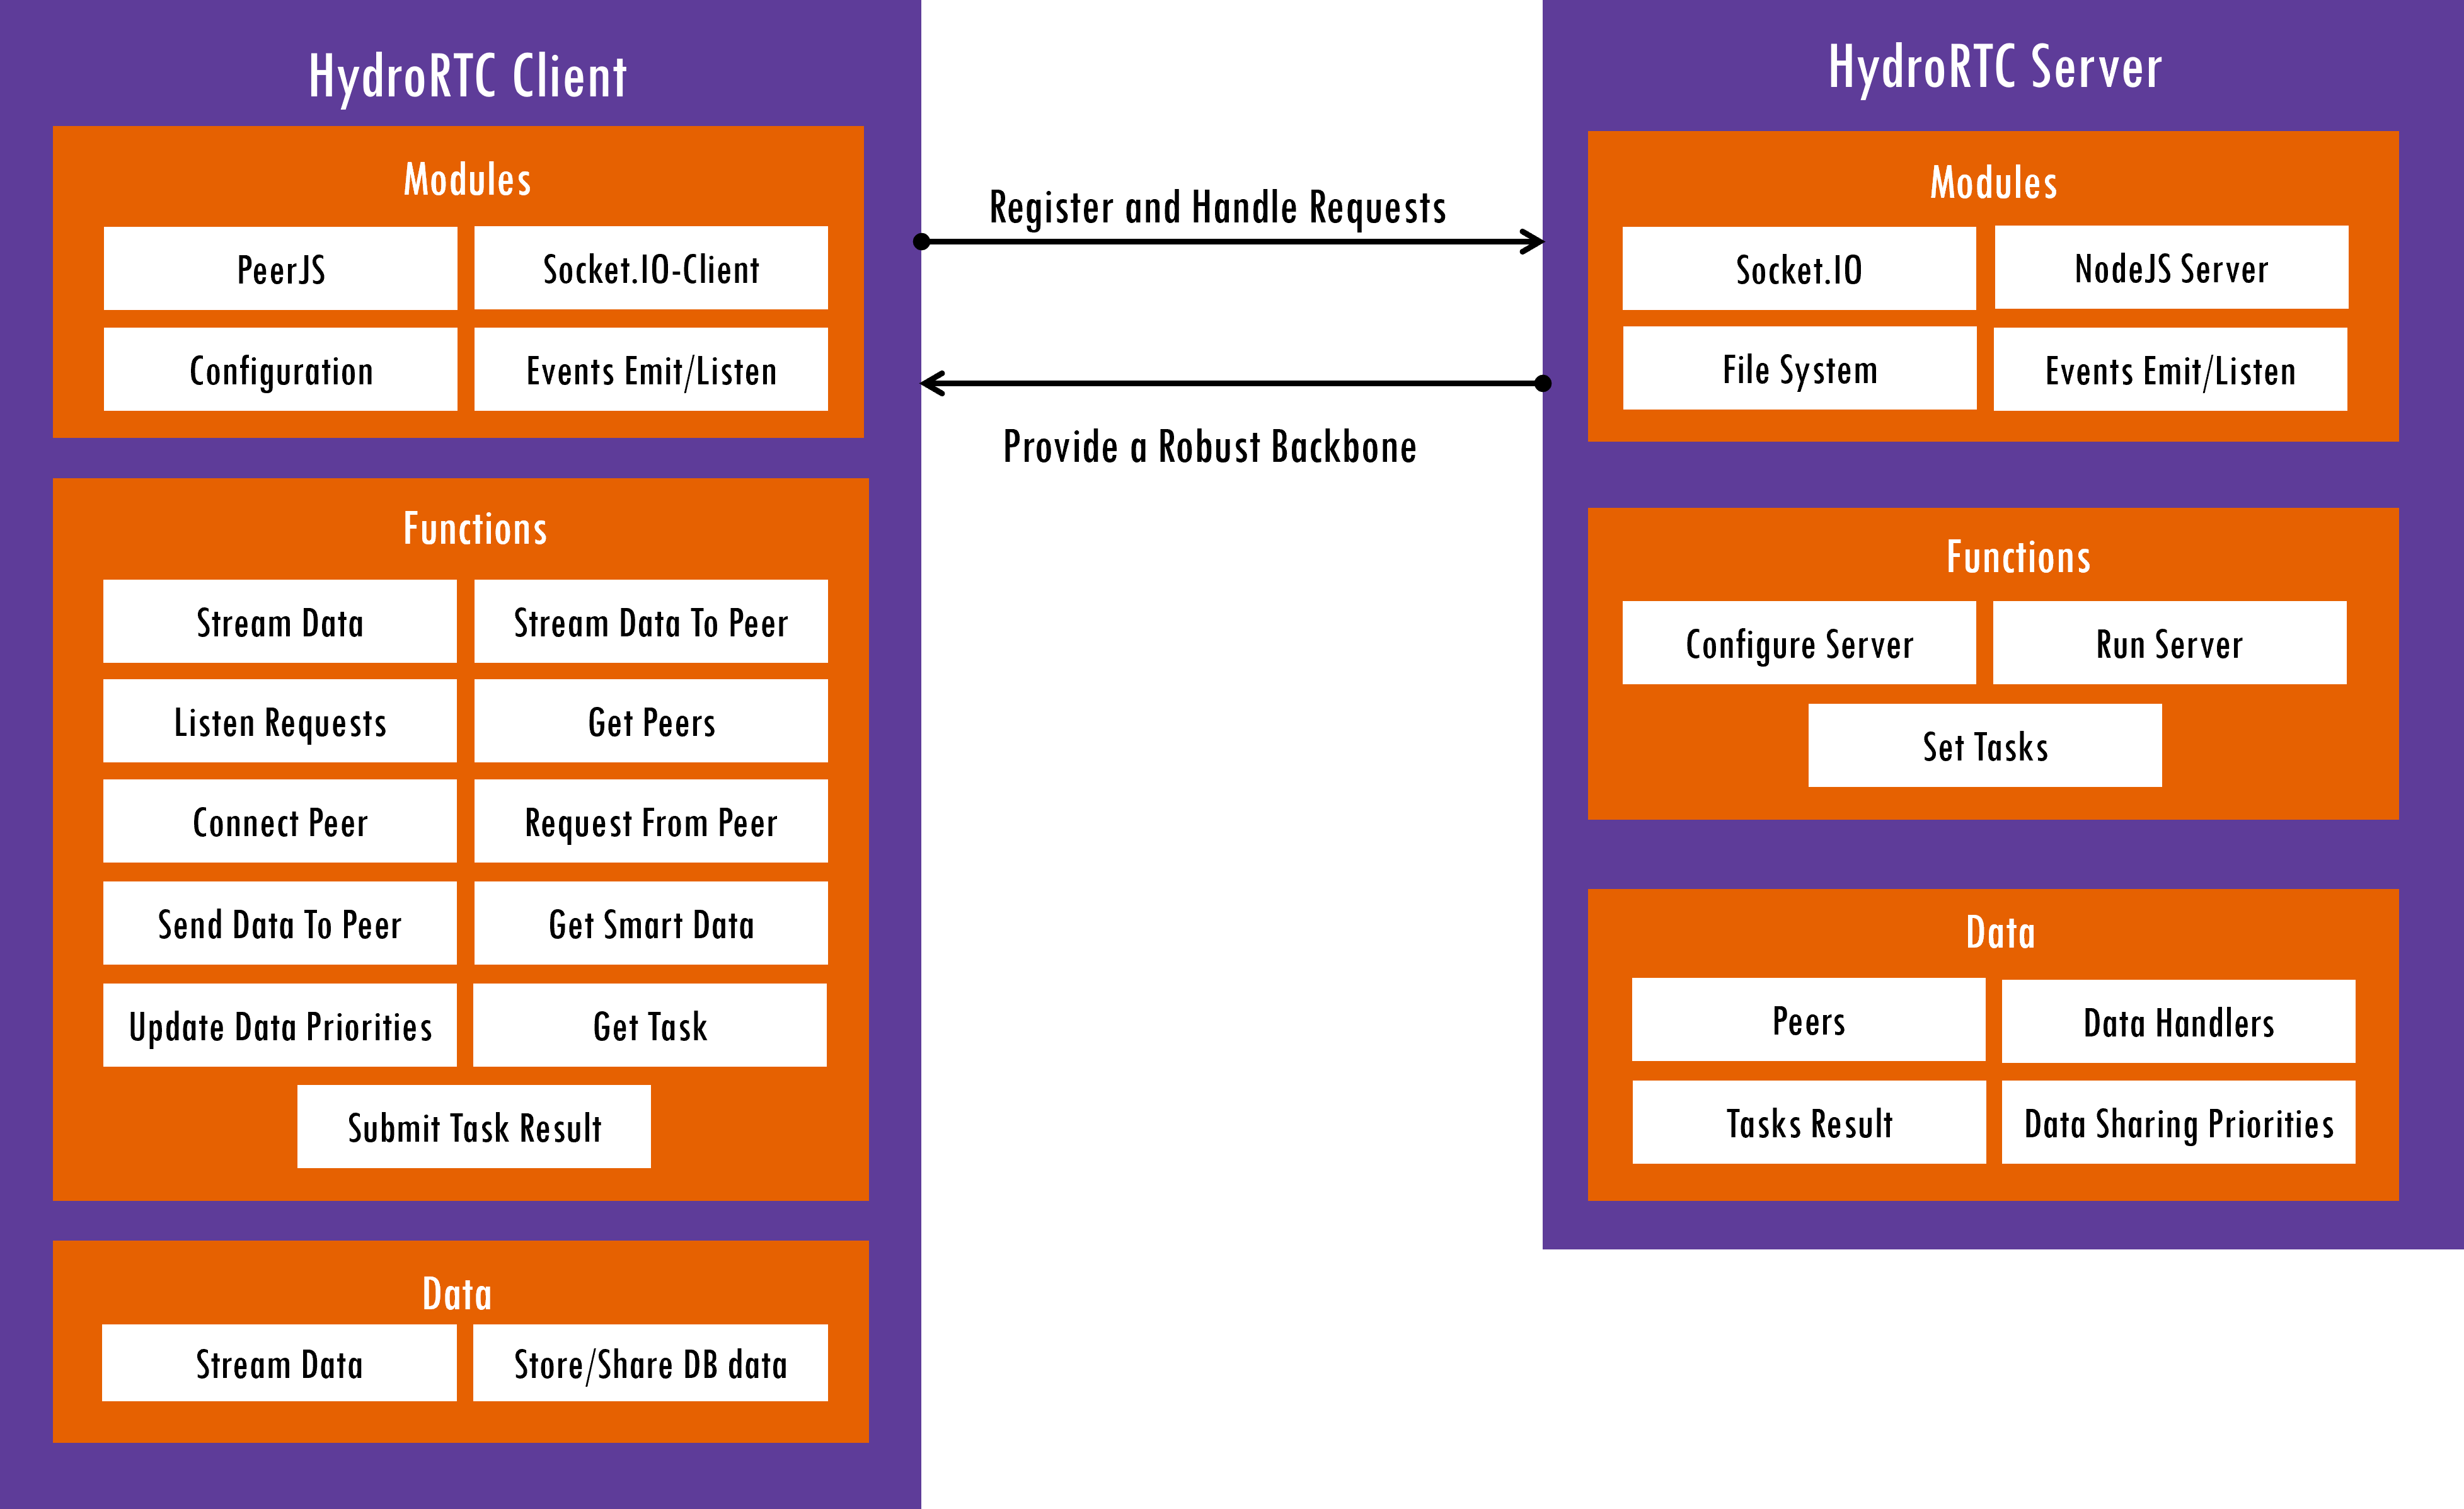 HydroRTC Client
Modules
PeerJS
Socket.IO-Client
Configuration
Events Emit/Listen
Functions
Stream Data
Stream Data To Peer
Listen Requests
Get Peers
Connect Peer
Request From Peer
Send Data To Peer
Get Smart Data
Update Data Priorities
Get Task
Submit Task Result
Data
Stream Data
Store/Share DB data
Register and Handle Requests
Provide a Robust Backbone
HydroRTC Server
Modules
Socket.IO
NodeJS Server
File System
Events Emit/Listen
Functions
Configure Server
Run Server
Set Tasks
Data
Peers
Data Handlers
Tasks Result
Data Sharing Priorities